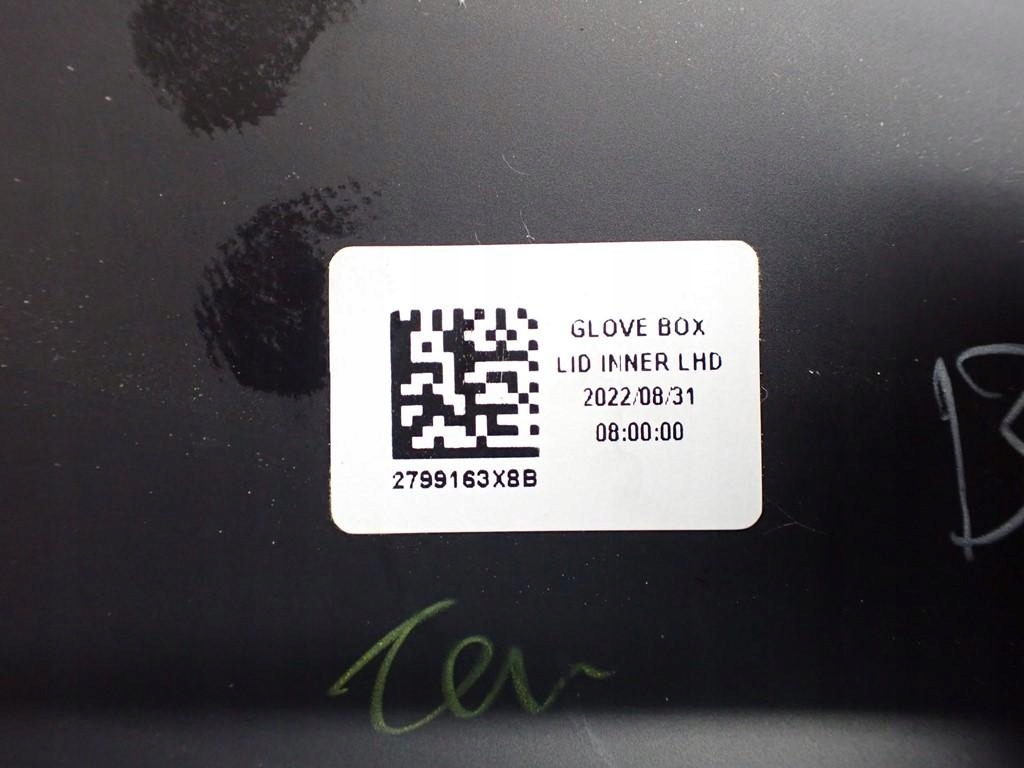 GLOVE BOX
LID INNER LHD
2022/08/31
08:00:00
2799163X8B